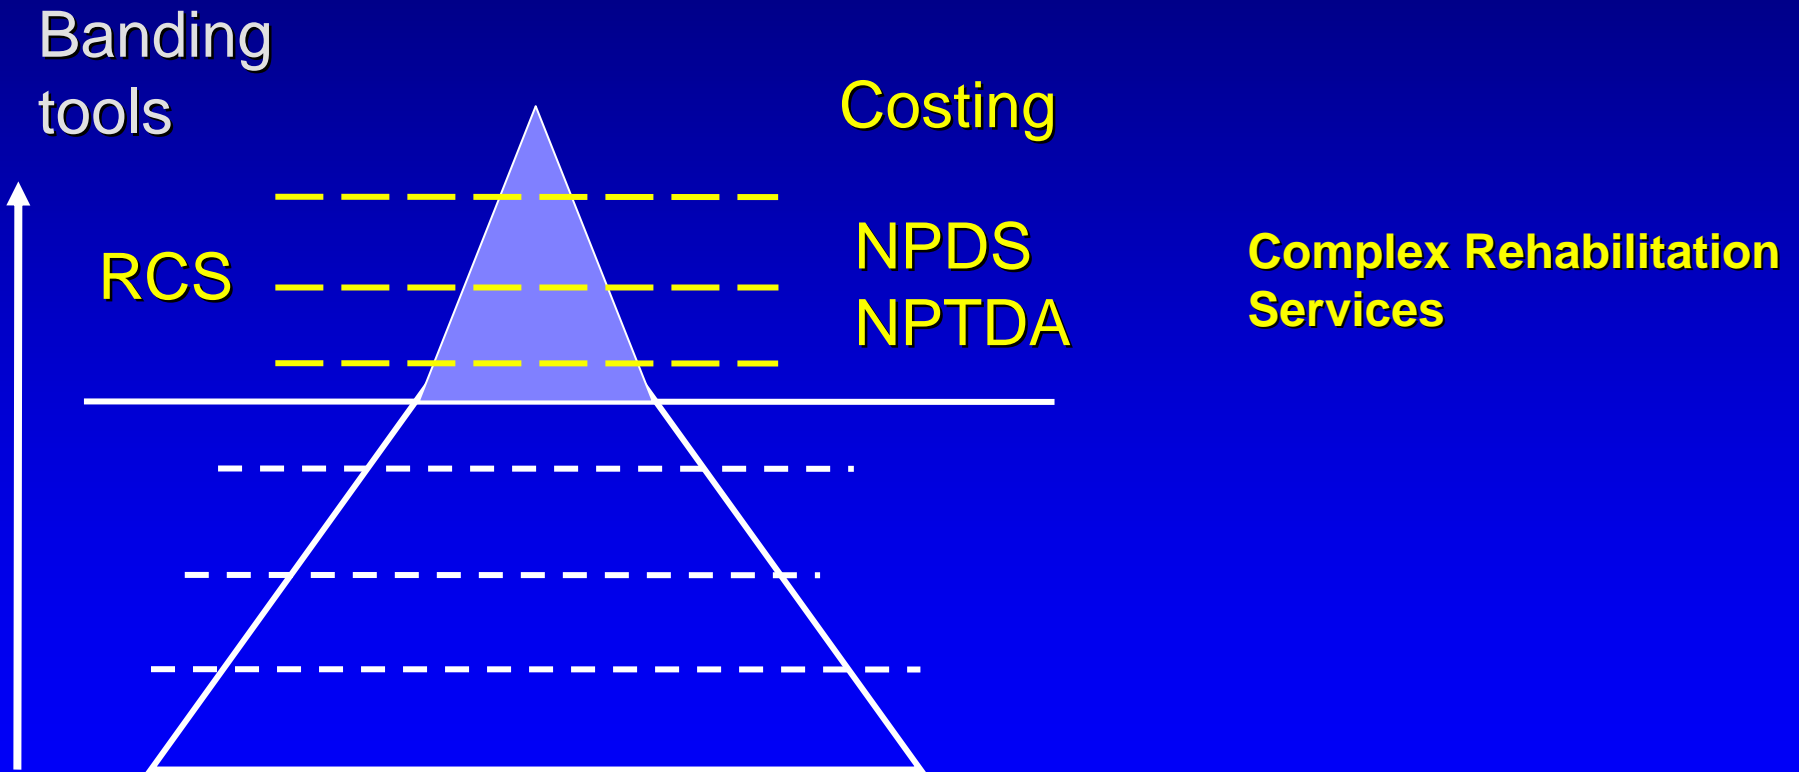 Banding
tools
Costing
RCS
NPDS
NPTDA
Complex Rehabilitation
Services